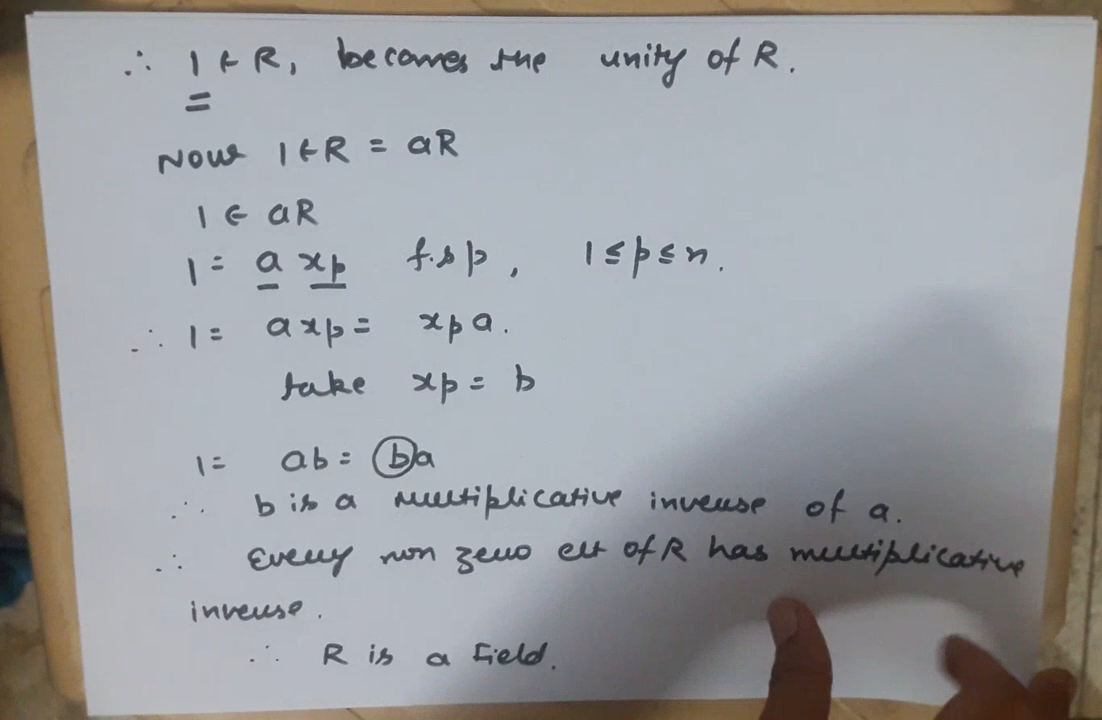 ∴ 1 ∈ R, becomes the unity of R.
Now 1 ∈ R = aR
1 ∈ aR
1 = a xp f.s p, 1 ≤ p ≤ n.
∴ 1 = a xp = xp a.
take xp = b
1 = ab = ba
∴ b is a multiplicative inverse of a.
∴ Every non zero elt of R has multiplicative
inverse.
∴ R is a field.